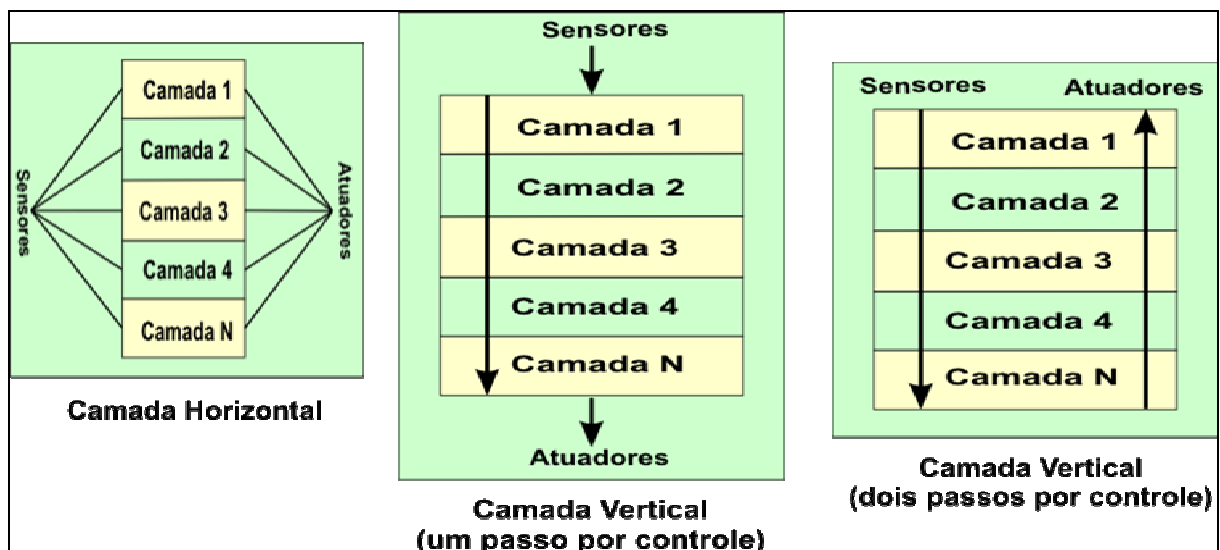 Camada 1
Camada 2
Camada 3
Camada 4
Camada N
Sensores
Atuadores
Camada Horizontal
Sensores
Camada 1
Camada 2
Camada 3
Camada 4
Camada N
Atuadores
Camada Vertical
(um passo por controle)
Sensores
Atuadores
Camada 1
Camada 2
Camada 3
Camada 4
Camada N
Camada Vertical
(dois passos por controle)